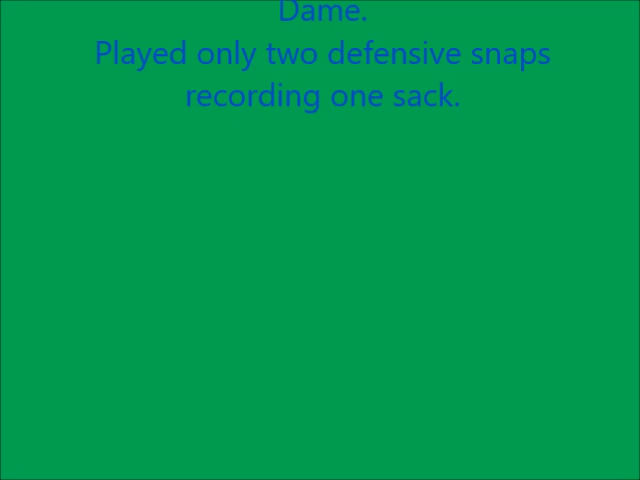 Dame.
Played only two defensive snaps
recording one sack.